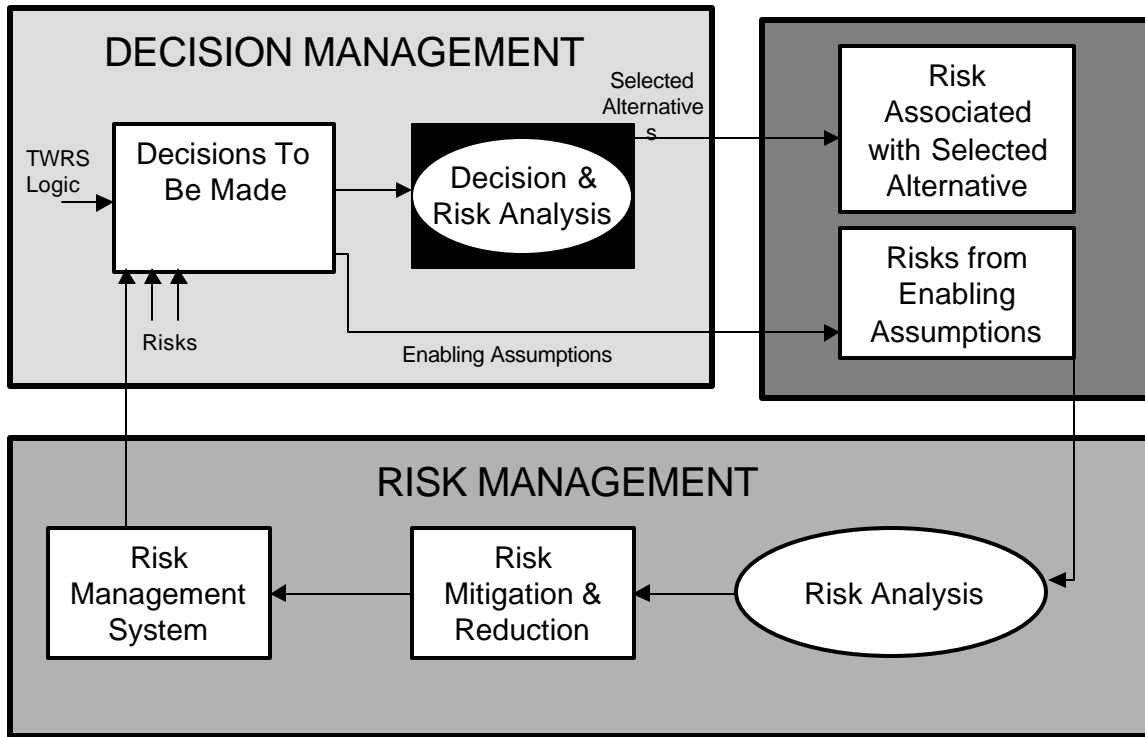 DECISION MANAGEMENT
Selected
Alternative
s
TWRS
Logic
Decisions To
Be Made
Decision &
Risk Analysis
Risks
Enabling Assumptions
Risk
Associated
with Selected
Alternative
Risks from
Enabling
Assumptions
RISK MANAGEMENT
Risk
Management
System
Risk
Mitigation &
Reduction
Risk Analysis